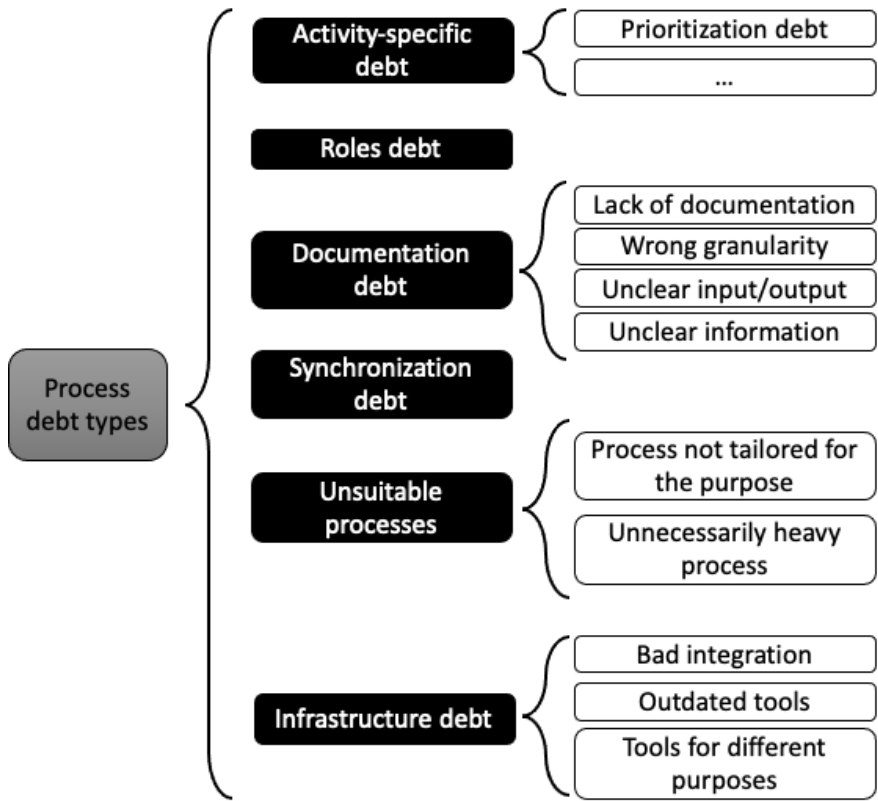 Process
debt types
Activity-specific
debt
Prioritization debt
...
Roles debt
Documentation
debt
Lack of documentation
Wrong granularity
Unclear input/output
Unclear information
Synchronization
debt
Unsuitable
processes
Process not tailored for
the purpose
Unnecessarily heavy
process
Infrastructure debt
Bad integration
Outdated tools
Tools for different
purposes